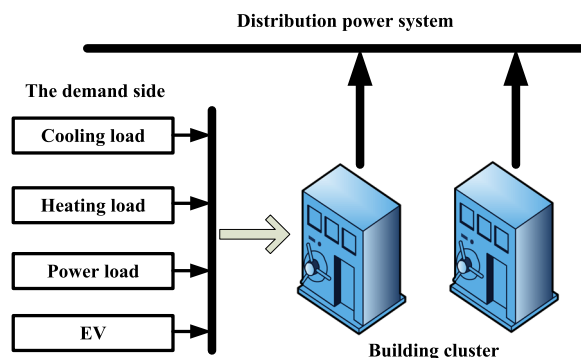 Distribution power system
The demand side
Cooling load
Heating load
Power load
EV
Building cluster